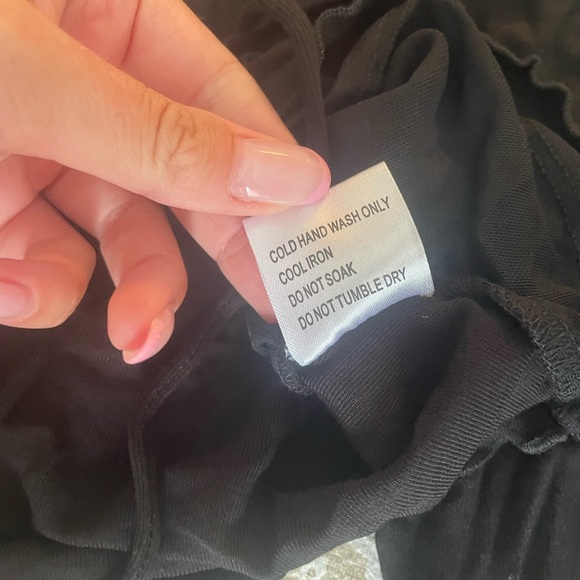 COLD HAND WASH ONLY
COOL IRON
DO NOT SOAK
DO NOT TUMBLE DRY